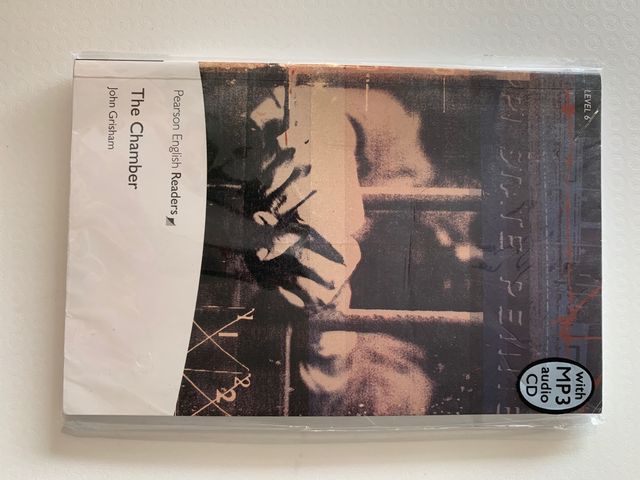 LEVEL 6
Pearson English Readers
The Chamber
John Grisham
with
MP3
audio
CD